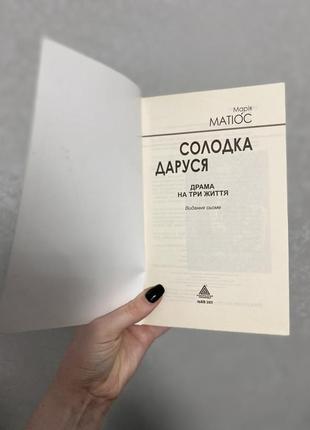 Марія
МАТІОС
СОЛОДКА
ДАРУСЯ
ДРАМА
НА ТРИ ЖИТТЯ
Видання сьоме